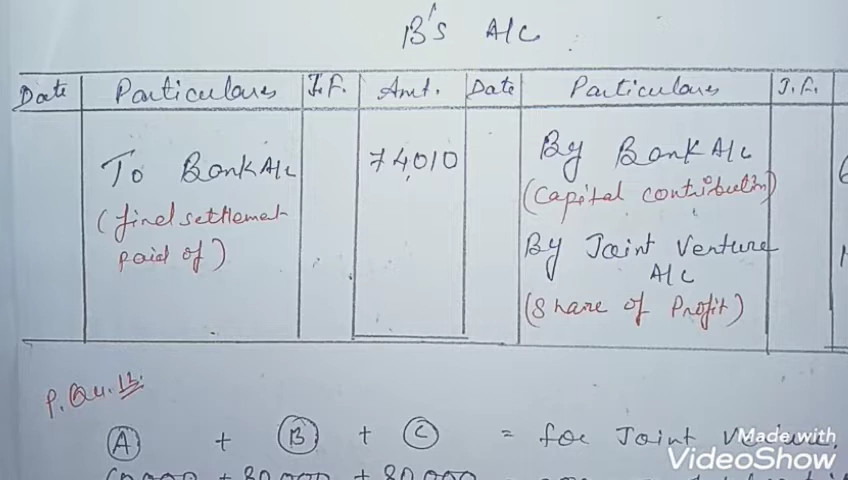 B's A/C
Date Particulars J.F. Amt. Date Particulars J.F.
To Bank A/c 74,010 By Bank A/c
(final settlement (Capital contribution)
paid of) By Joint Venture
A/c
(Share of Profit)
P. Qu. 13.
A + B + C = for Joint Venture.
Made with
VideoShow